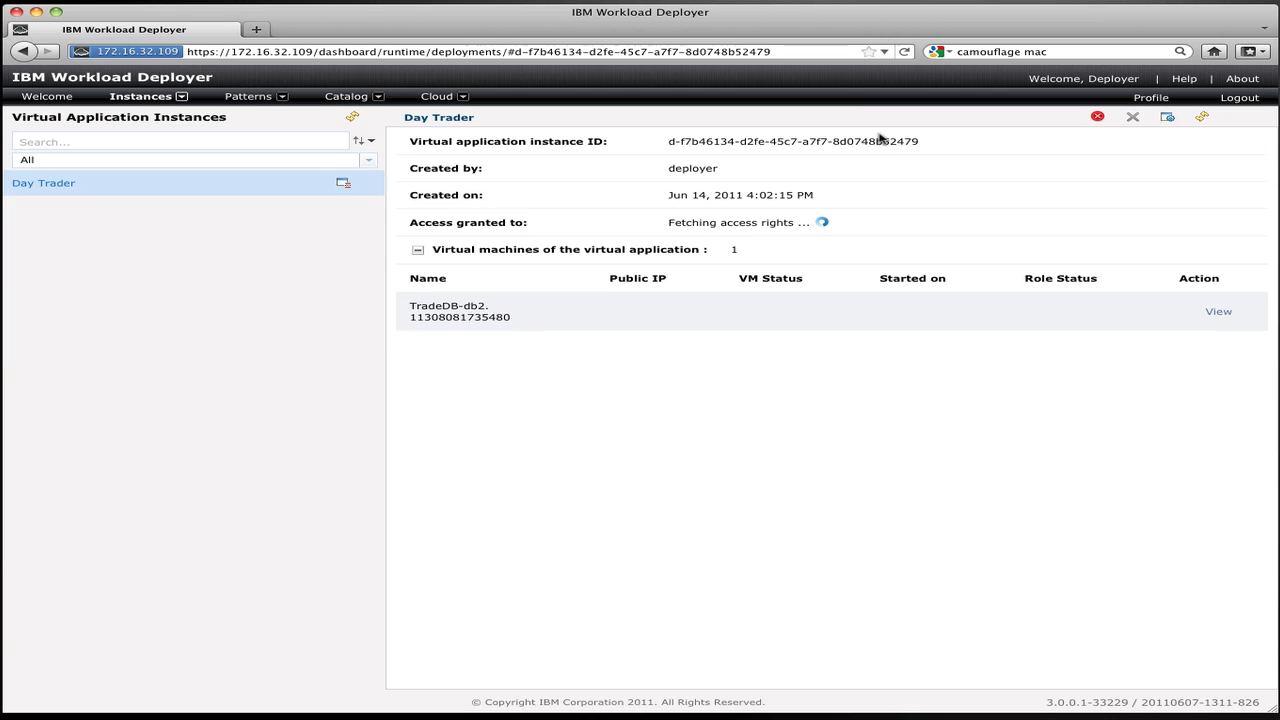 IBM Workload Deployer
IBM Workload Deployer
172.16.32.109 https://172.16.32.109/dashboard/runtime/deployments/#d-f7b46134-d2fe-45c7-a7f7-8d0748b52479
camouflage mac
IBM Workload Deployer
Welcome, Deployer | Help | About
Welcome Instances Patterns Catalog Cloud
Profile Logout
Virtual Application Instances
Search...
All
Day Trader
Day Trader
Virtual application instance ID: d-f7b46134-d2fe-45c7-a7f7-8d0748b52479
Created by: deployer
Created on: Jun 14, 2011 4:02:15 PM
Access granted to: Fetching access rights ...
Virtual machines of the virtual application : 1
Name Public IP VM Status Started on Role Status Action
TradeDB-db2.
11308081735480
View
© Copyright IBM Corporation 2011. All Rights Reserved.
3.0.0.1-33229 / 20110607-1311-826